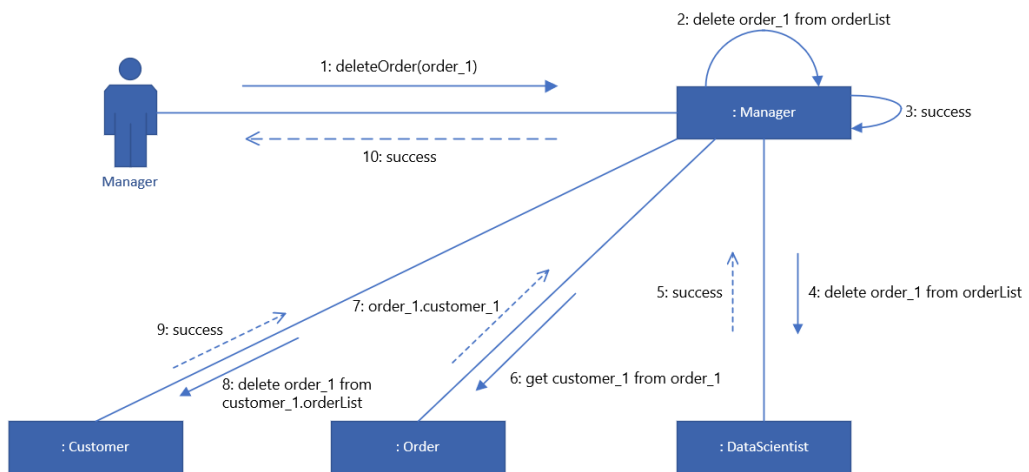 2: delete order_1 from orderList
1: deleteOrder(order_1)
: Manager
3: success
10: success
Manager
7: order_1.customer_1
5: success
4: delete order_1 from orderList
9: success
6: get customer_1 from order_1
8: delete order_1 from
customer_1.orderList
: Customer
: Order
: DataScientist